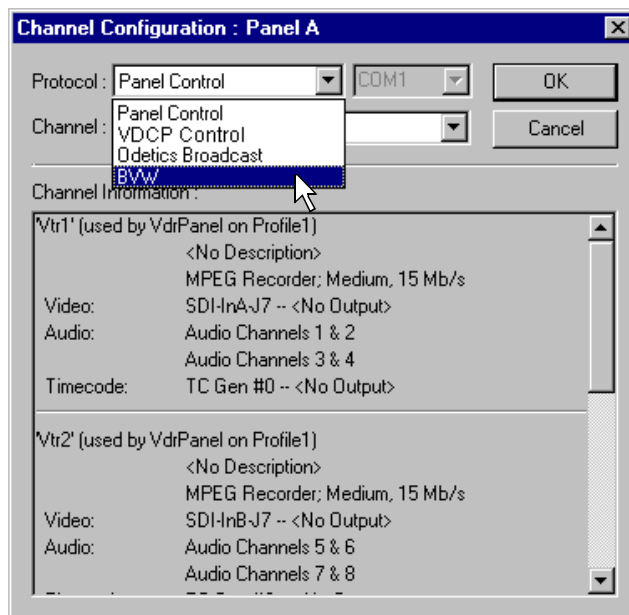 Channel Configuration : Panel A
Protocol : Panel Control COM1 OK
Panel Control
VDCP Control
Odetics Broadcast
BVW
Channel : Cancel
Channel Information :
'Vtr1' (used by VdrPanel on Profile1)
<No Description>
MPEG Recorder; Medium, 15 Mb/s
Video: SDI-InA-J7 -- <No Output>
Audio: Audio Channels 1 & 2
Audio Channels 3 & 4
Timecode: TC Gen #0 -- <No Output>
'Vtr2' (used by VdrPanel on Profile1)
<No Description>
MPEG Recorder; Medium, 15 Mb/s
Video: SDI-InB-J7 -- <No Output>
Audio: Audio Channels 5 & 6
Audio Channels 7 & 8